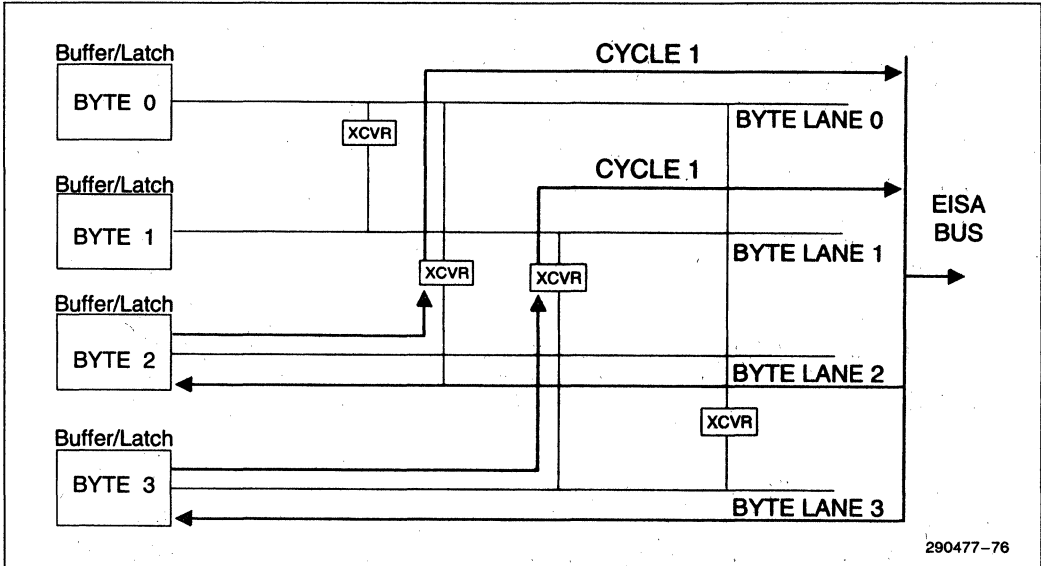 Buffer/Latch
BYTE 0
CYCLE 1
XCVR
BYTE LANE 0
Buffer/Latch
BYTE 1
CYCLE 1
BYTE LANE 1
EISA
BUS
XCVR
XCVR
Buffer/Latch
BYTE 2
BYTE LANE 2
XCVR
Buffer/Latch
BYTE 3
BYTE LANE 3
290477-76